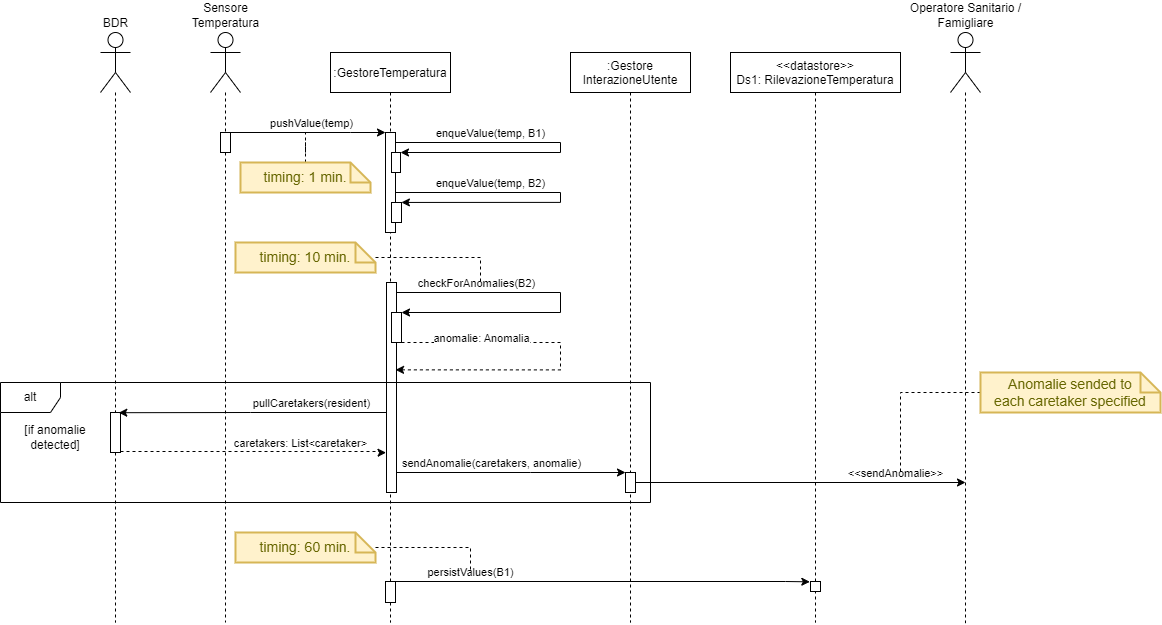 BDR
Sensore
Temperatura
Operatore Sanitario /
Famigliare
:GestoreTemperatura
:Gestore
InterazioneUtente
<<datastore>>
Ds1: RilevazioneTemperatura
pushValue(temp)
enqueValue(temp, B1)
timing: 1 min.
enqueValue(temp, B2)
timing: 10 min.
checkForAnomalies(B2)
anomalie: Anomalia
alt
[if anomalie
detected]
pullCaretakers(resident)
caretakers: List<caretaker>
sendAnomalie(caretakers, anomalie)
Anomalie sended to
each caretaker specified
<<sendAnomalie>>
timing: 60 min.
persistValues(B1)